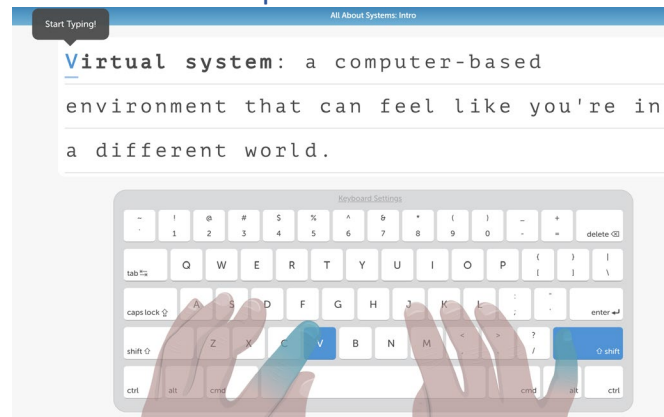 All About Systems: Intro
Start Typing!
Virtual system: a computer-based
environment that can feel like you're in
a different world.
Keyboard Settings
~ ! @ # $ % ^ & * ( ) _ +
` 1 2 3 4 5 6 7 8 9 0 - = delete
tab Q W E R T Y U I O P { [ } ] | \
caps lock A S D F G H J K L : ; " ' enter
shift Z X C V B N M < > ? / shift
ctrl alt cmd cmd alt ctrl